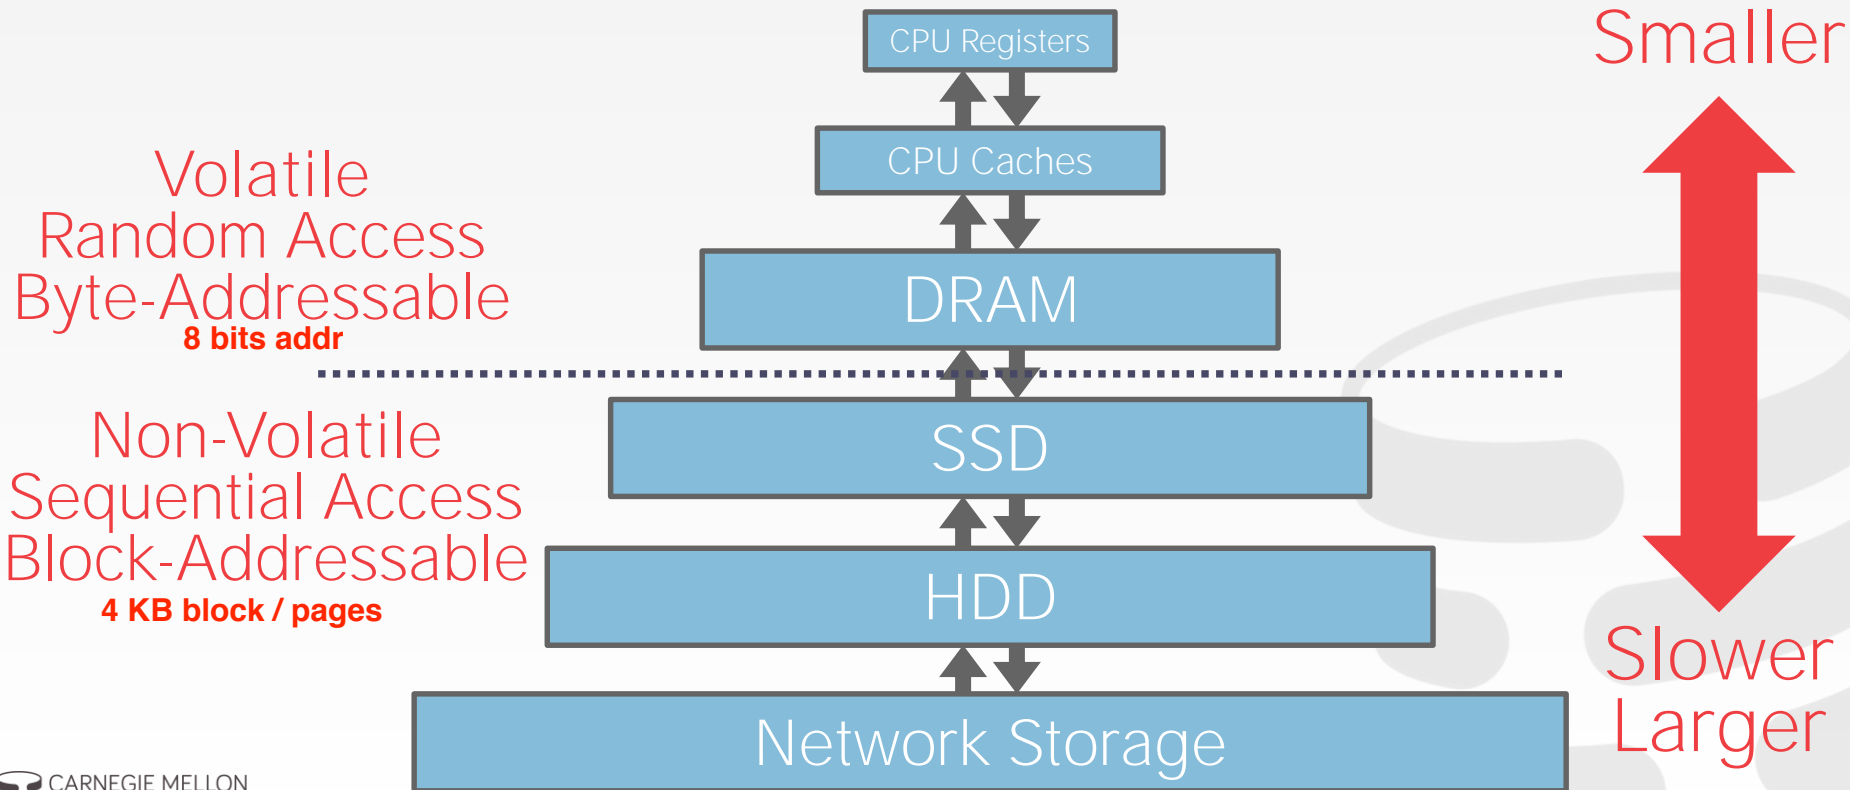 CPU Registers
Smaller
CPU Caches
Volatile
Random Access
Byte-Addressable
8 bits addr
DRAM
Non-Volatile
Sequential Access
Block-Addressable
4 KB block / pages
SSD
HDD
Slower
Larger
Network Storage
CARNEGIE MELLON